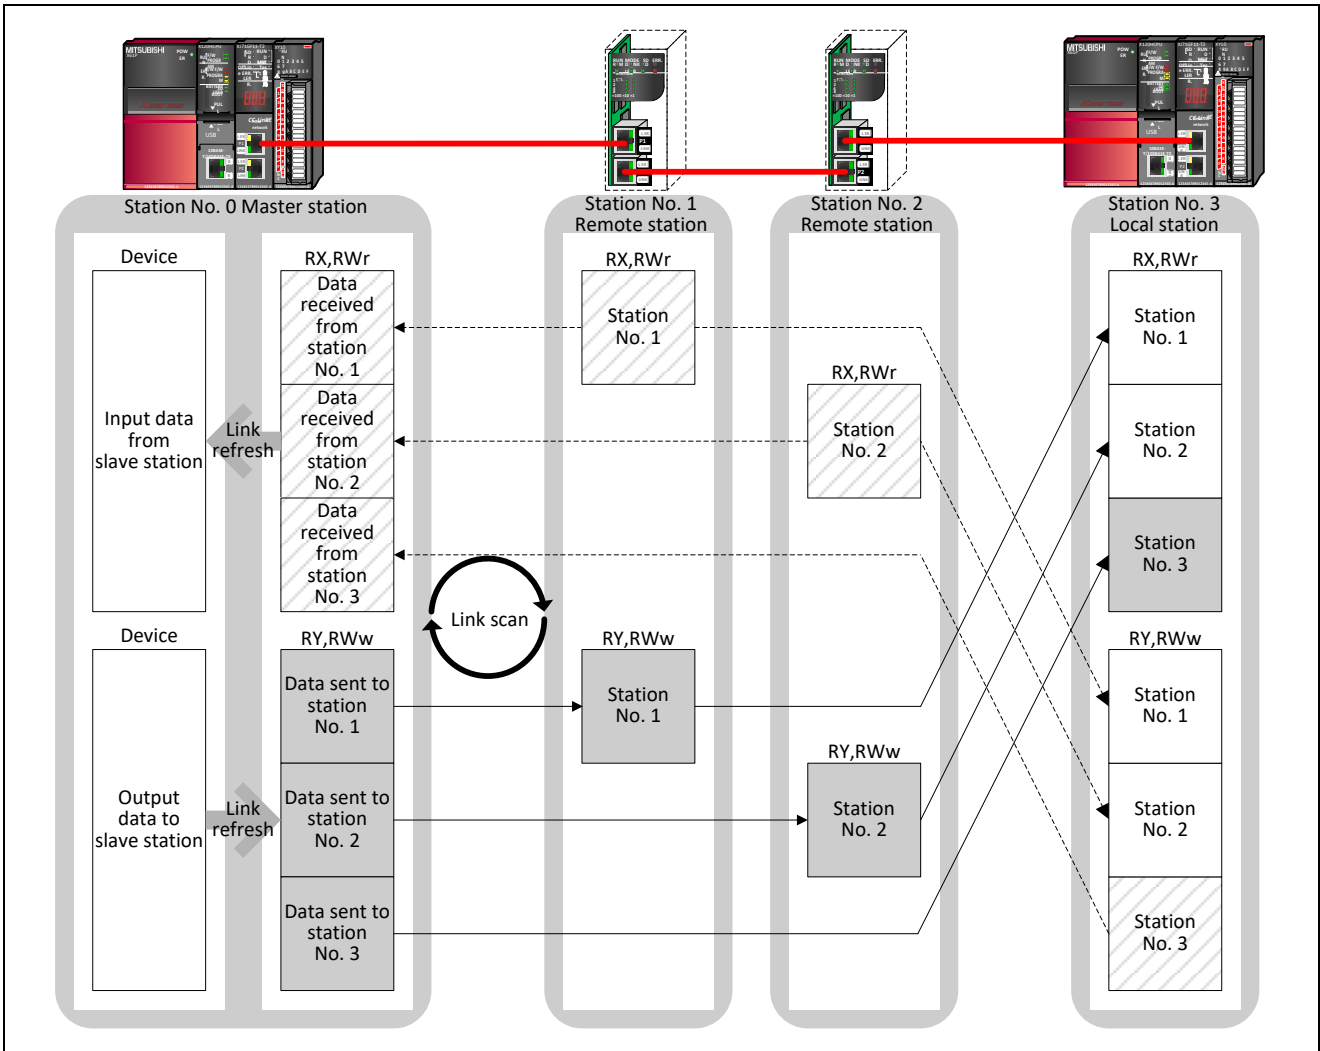 MITSUBISHI
MITSUBISHI
Station No. 0 Master station
Station No. 1
Remote station
Station No. 2
Remote station
Station No. 3
Local station
Device
RX,RWr
RX,RWr
RX,RWr
Data
received
from
station
No. 1
Station
No. 1
Station
No. 1
RX,RWr
Input data
from
slave station
Link
refresh
Data
received
from
station
No. 2
Station
No. 2
Station
No. 2
Data
received
from
station
No. 3
Station
No. 3
Link scan
Device
RY,RWw
RY,RWw
RY,RWw
Data sent to
station
No. 1
Station
No. 1
Station
No. 1
RY,RWw
Output
data to
slave station
Link
refresh
Data sent to
station
No. 2
Station
No. 2
Station
No. 2
Data sent to
station
No. 3
Station
No. 3